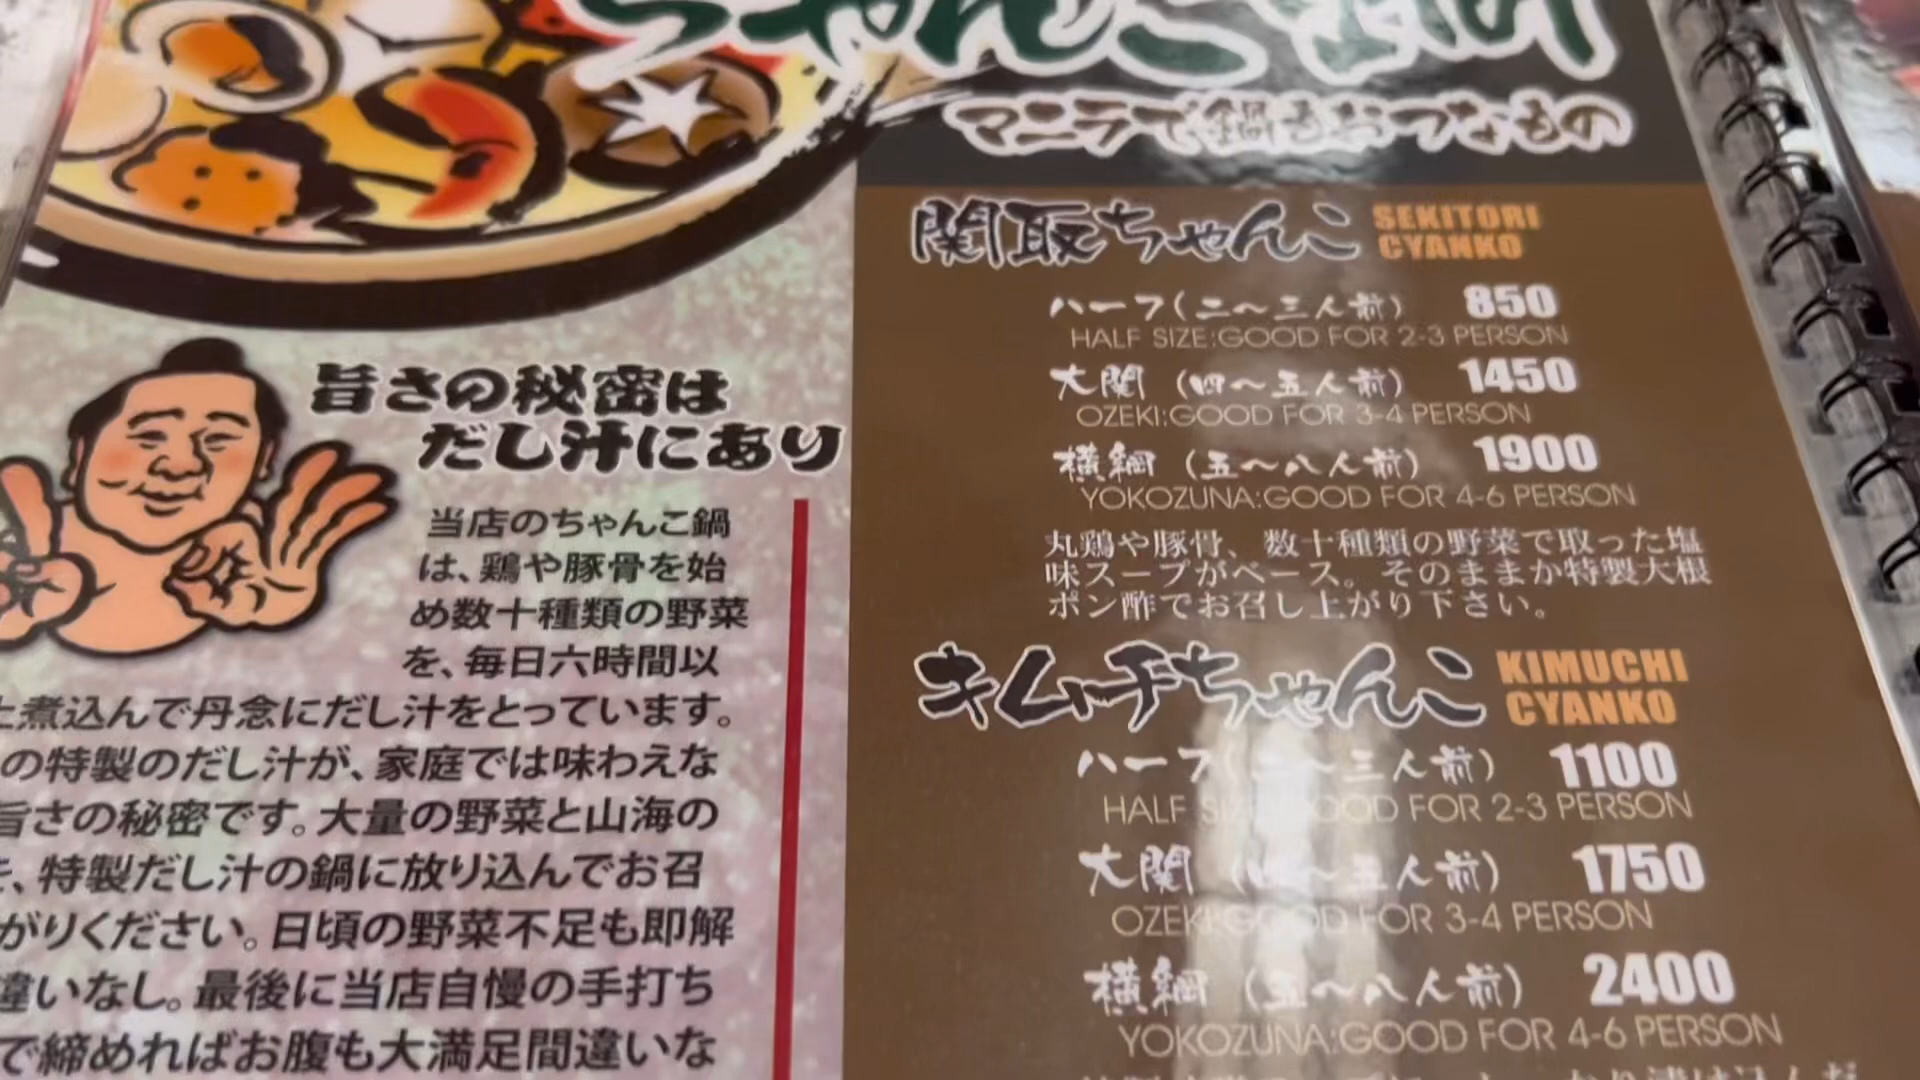 ちゃんこ鍋
マニラで鍋もおつなもの
旨さの秘密は
だし汁にあり
当店のちゃんこ鍋
は、鶏や豚骨を始
め数十種類の野菜
を、毎日六時間以
上煮込んで丹念にだし汁をとっています。
の特製のだし汁が、家庭では味わえな
旨さの秘密です。大量の野菜と山海の
、特製だし汁の鍋に放り込んでお召
がりください。日頃の野菜不足も即解
違いなし。最後に当店自慢の手打ち
で締めればお腹も大満足間違いな
関取ちゃんこ SEKITORI CYANKO
ハーフ(二〜三人前) 850
HALF SIZE:GOOD FOR 2-3 PERSON
大関 (四〜五人前) 1450
OZEKI:GOOD FOR 3-4 PERSON
横綱 (五〜八人前) 1900
YOKOZUNA:GOOD FOR 4-6 PERSON
丸鶏や豚骨、数十種類の野菜で取った塩
味スープがベース。そのままか特製大根
ポン酢でお召し上がり下さい。
キムチちゃんこ KIMUCHI CYANKO
ハーフ(二〜三人前) 1100
HALF SIZE:GOOD FOR 2-3 PERSON
大関 (四〜五人前) 1750
OZEKI:GOOD FOR 3-4 PERSON
横綱 (五〜八人前) 2400
YOKOZUNA:GOOD FOR 4-6 PERSON